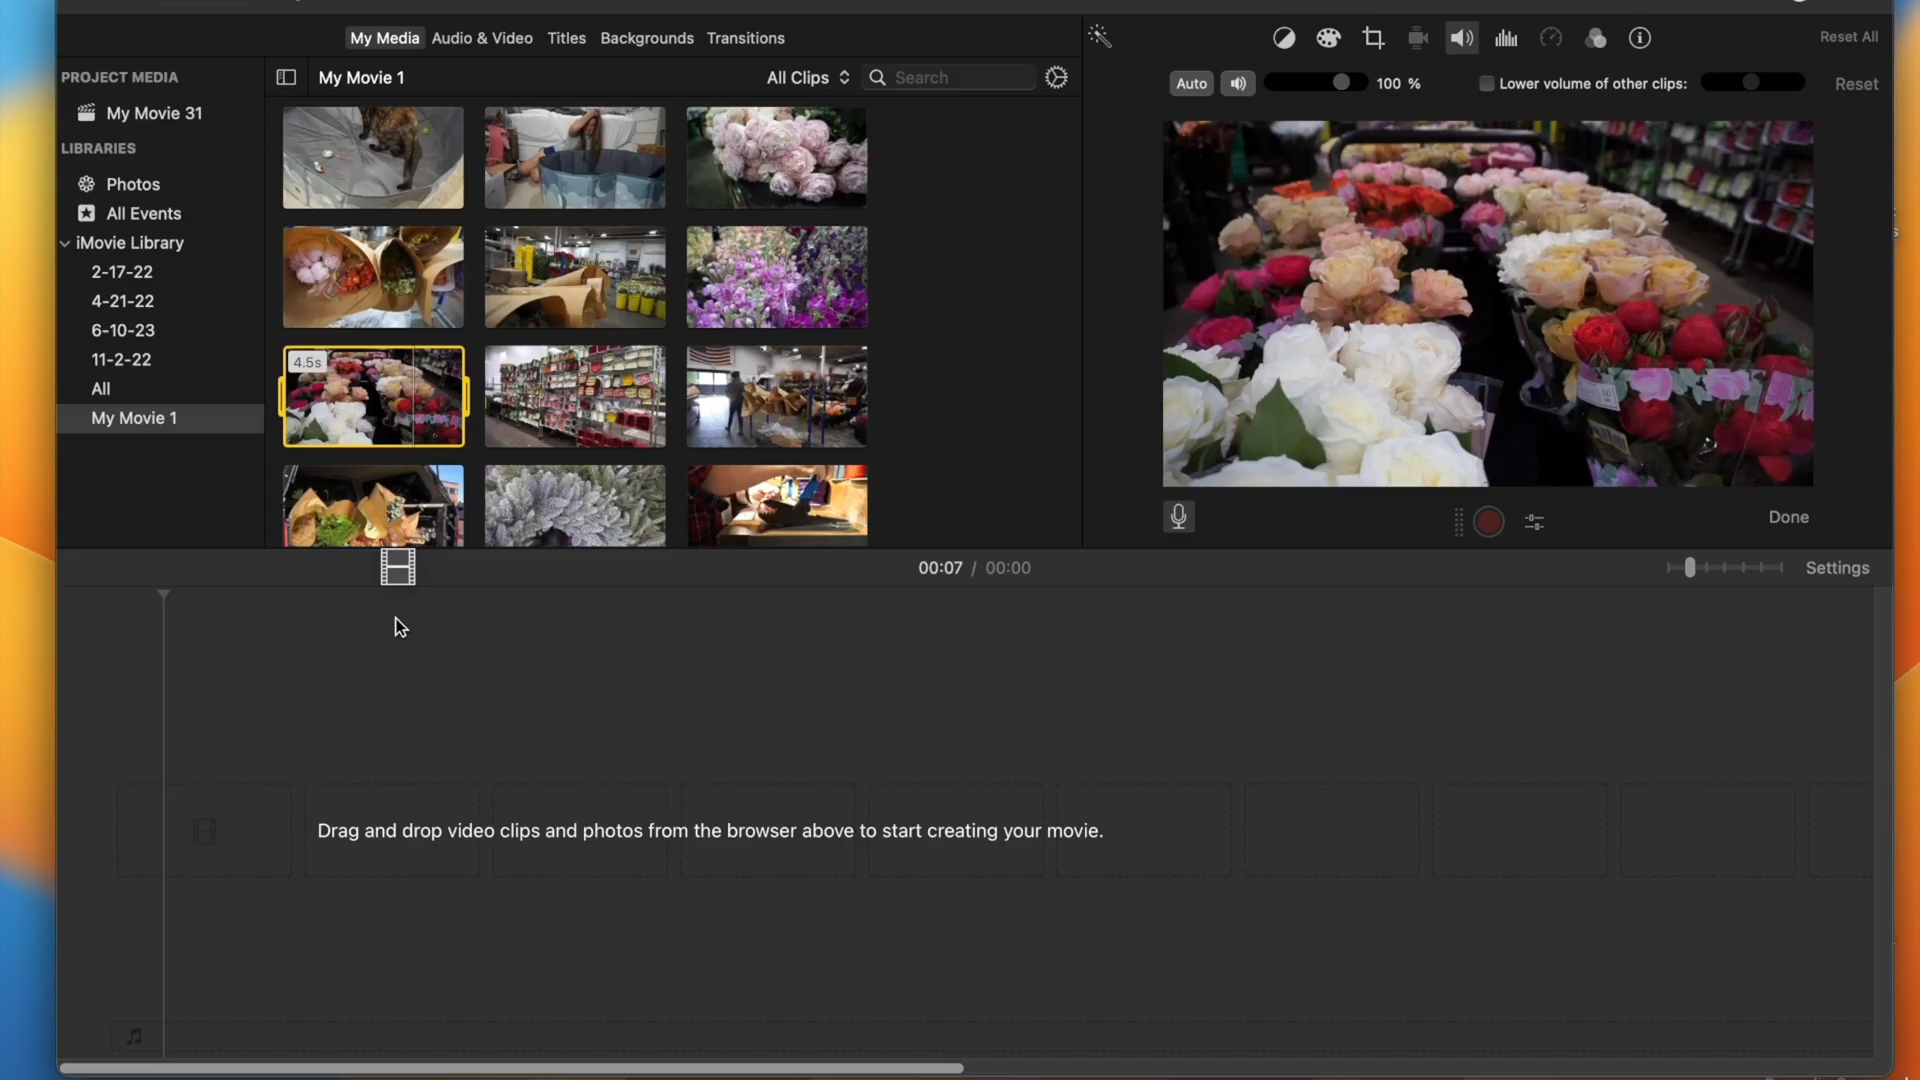 My Media Audio & Video Titles Backgrounds Transitions
Reset All
PROJECT MEDIA
My Movie 1
All Clips
Search
Auto
100 %
Lower volume of other clips:
Reset
My Movie 31
LIBRARIES
Photos
All Events
iMovie Library
2-17-22
4-21-22
6-10-23
11-2-22
All
My Movie 1
4.5s
Done
00:07 / 00:00
Settings
Drag and drop video clips and photos from the browser above to start creating your movie.